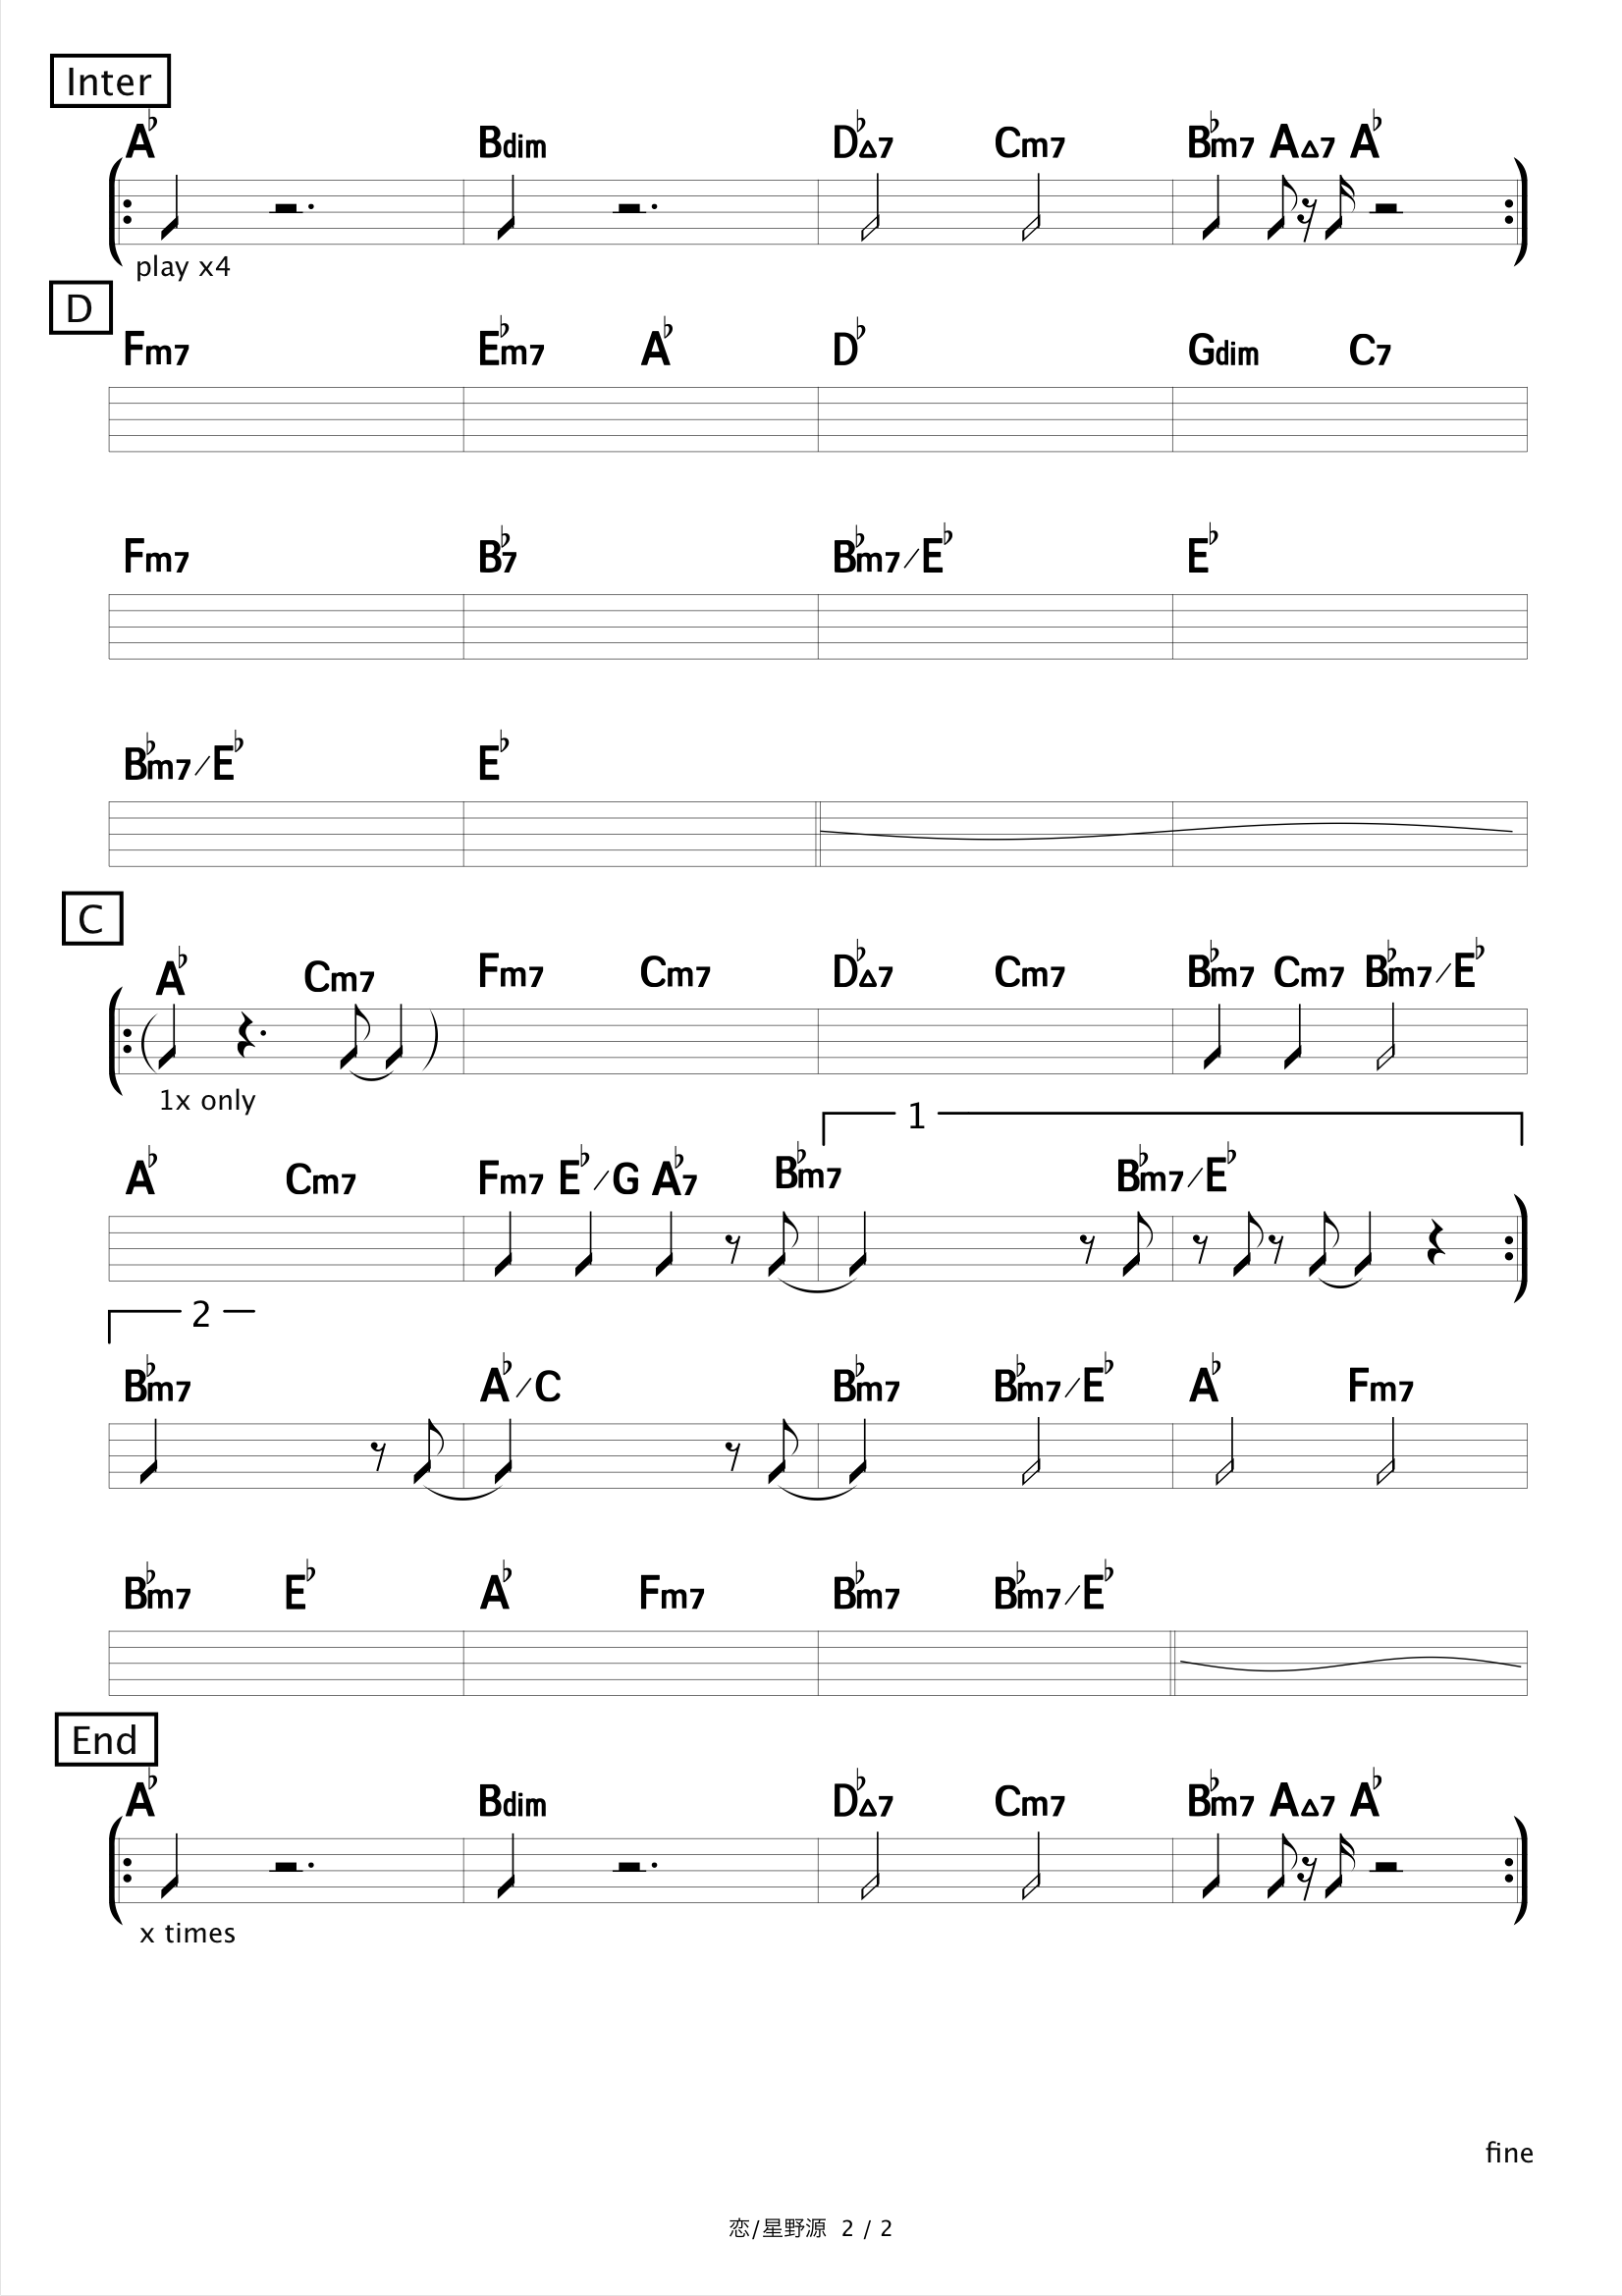 Inter
A♭ Bdim D♭△7 Cm7 B♭m7 A△7 A♭
play x4
D
Fm7 E♭m7 A♭ D♭ Gdim C7
Fm7 B♭7 B♭m7/E♭ E♭
B♭m7/E♭ E♭
C
A♭ Cm7 Fm7 Cm7 D♭△7 Cm7 B♭m7 Cm7 B♭m7/E♭
1x only
1
A♭ Cm7 Fm7 E♭/G A♭7 B♭m7 B♭m7/E♭
2
B♭m7 A♭/C B♭m7 B♭m7/E♭ A♭ Fm7
B♭m7 E♭ A♭ Fm7 B♭m7 B♭m7/E♭
End
A♭ Bdim D♭△7 Cm7 B♭m7 A△7 A♭
x times
fine
恋/星野源 2 / 2